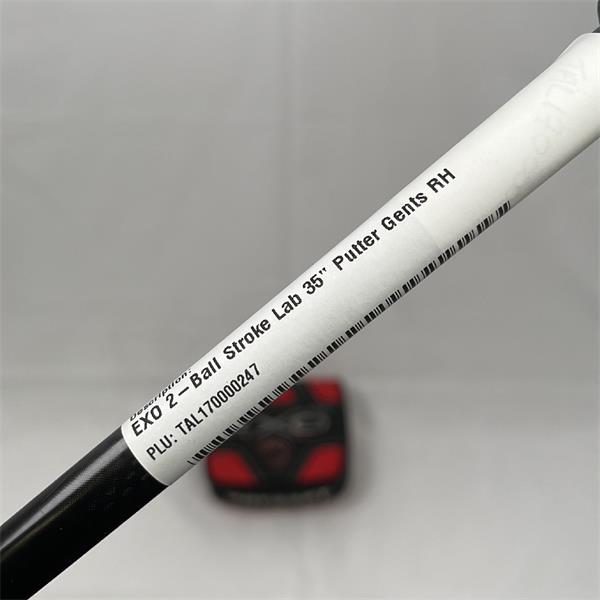 Description:
EXO 2-Ball Stroke Lab 35" Putter Gents RH
PLU: TAL170000247